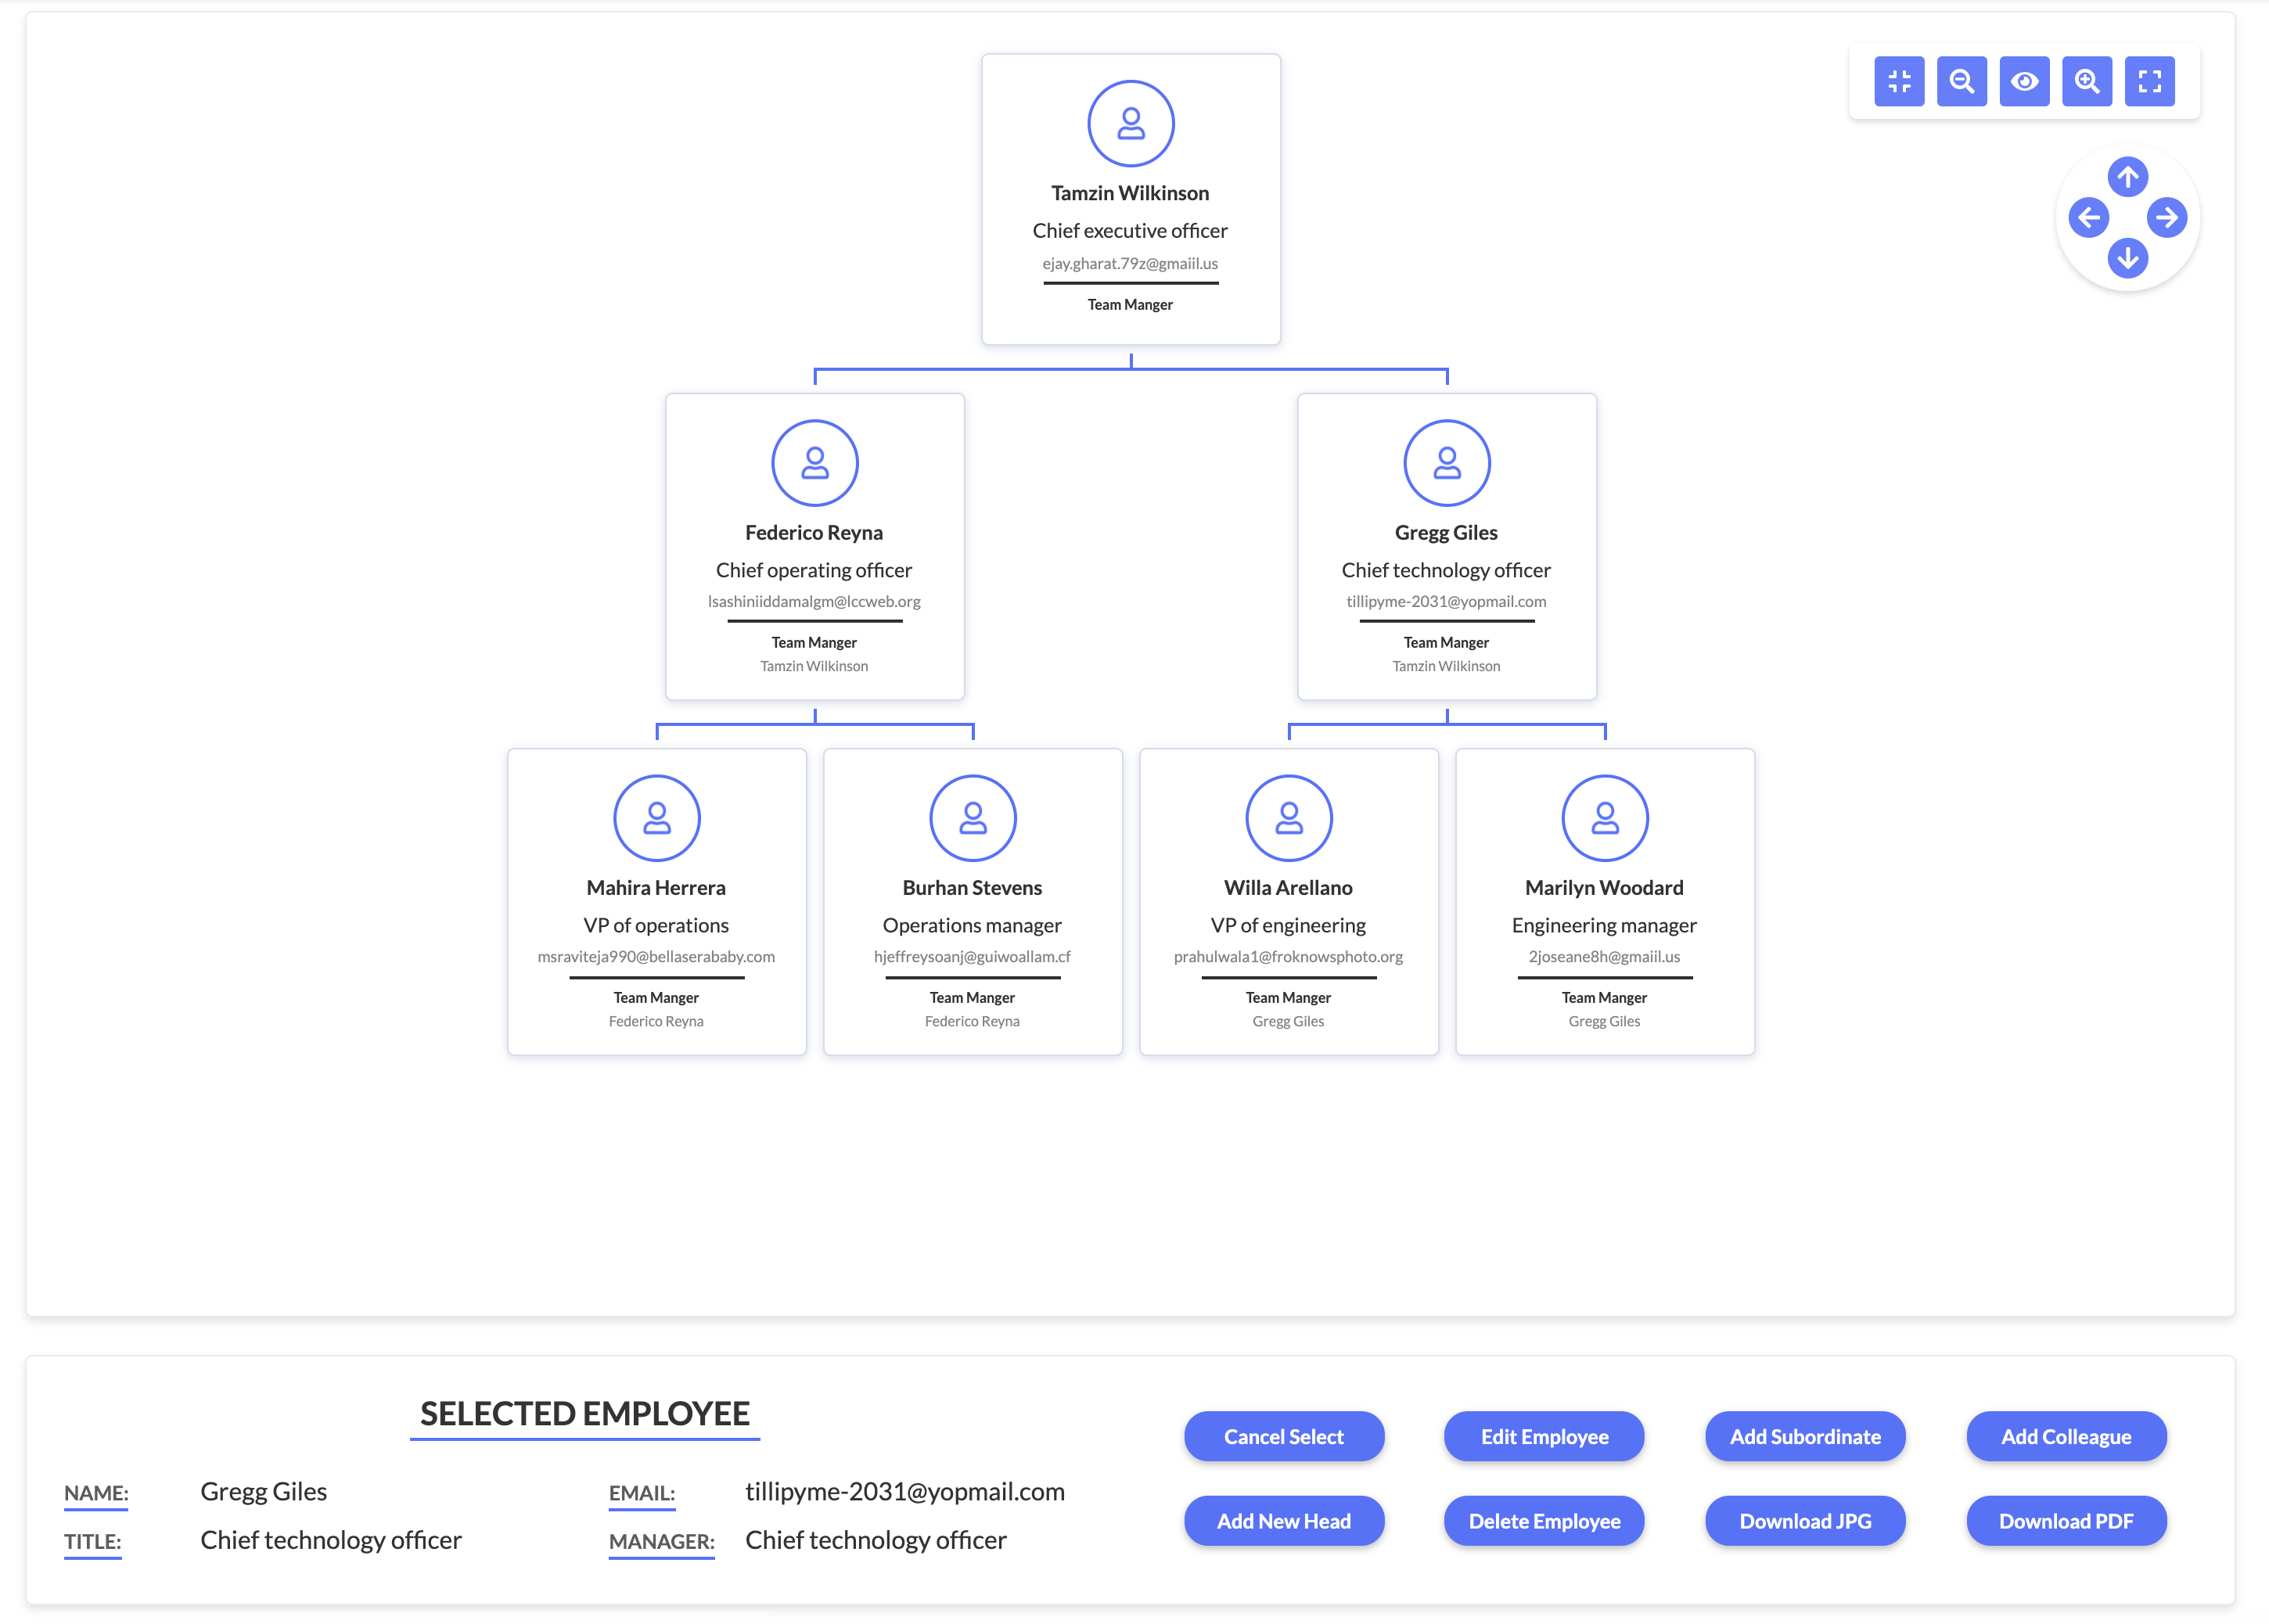 Tamzin Wilkinson
Chief executive officer
ejay.gharat.79z@gmaiil.us
Team Manger
Federico Reyna
Chief operating officer
lsashiniiddamalgm@lccweb.org
Team Manger
Tamzin Wilkinson
Gregg Giles
Chief technology officer
tillipyme-2031@yopmail.com
Team Manger
Tamzin Wilkinson
Mahira Herrera
VP of operations
msraviteja990@bellaserababy.com
Team Manger
Federico Reyna
Burhan Stevens
Operations manager
hjeffreysoanj@guiwoallam.cf
Team Manger
Federico Reyna
Willa Arellano
VP of engineering
prahulwala1@froknowsphoto.org
Team Manger
Gregg Giles
Marilyn Woodard
Engineering manager
2joseane8h@gmaiil.us
Team Manger
Gregg Giles
SELECTED EMPLOYEE
NAME: Gregg Giles
EMAIL: tillipyme-2031@yopmail.com
TITLE: Chief technology officer
MANAGER: Chief technology officer
Cancel Select
Edit Employee
Add Subordinate
Add Colleague
Add New Head
Delete Employee
Download JPG
Download PDF